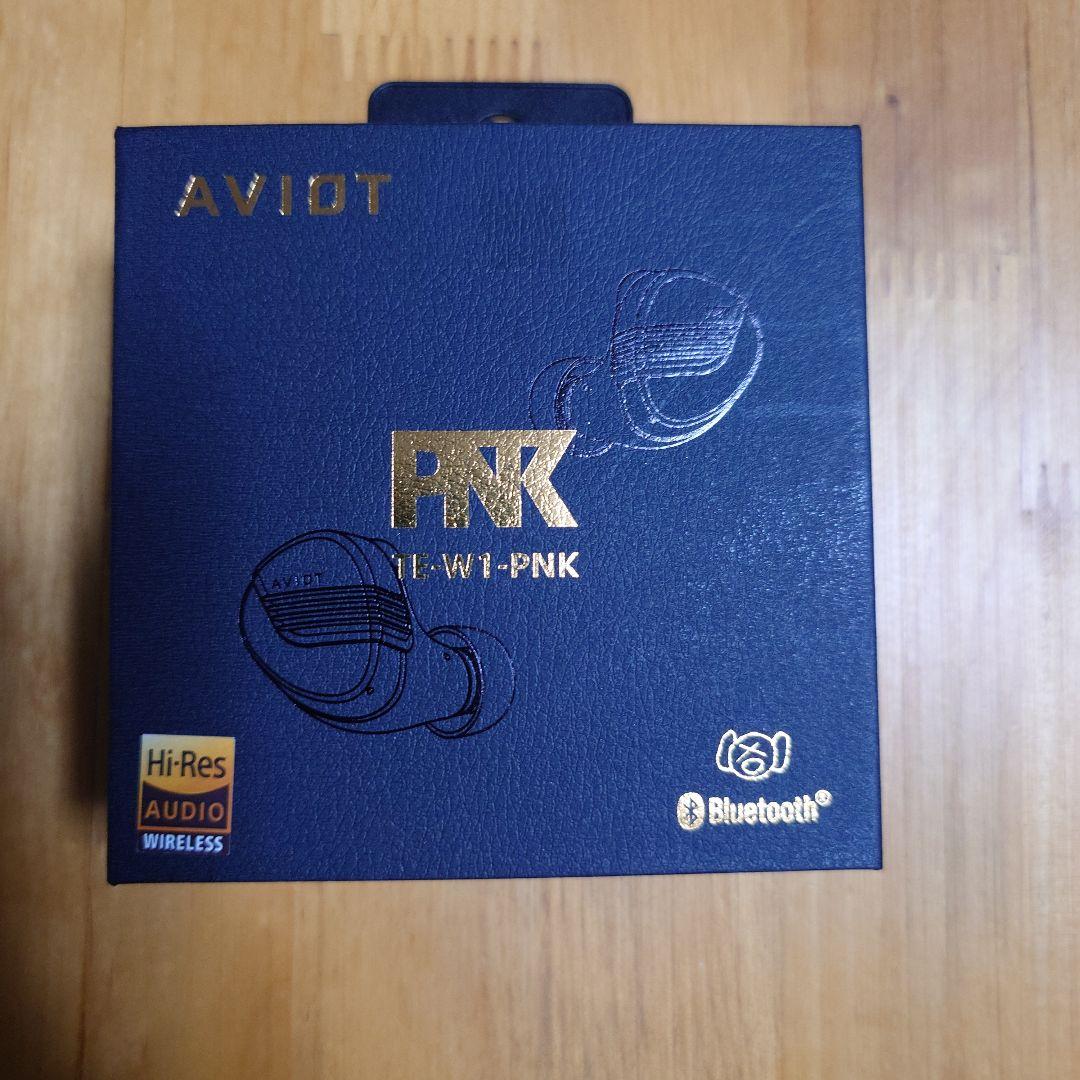 AVIOT
PNK
TE-W1-PNK
AVIOT
Hi-Res
AUDIO
WIRELESS
Bluetooth®